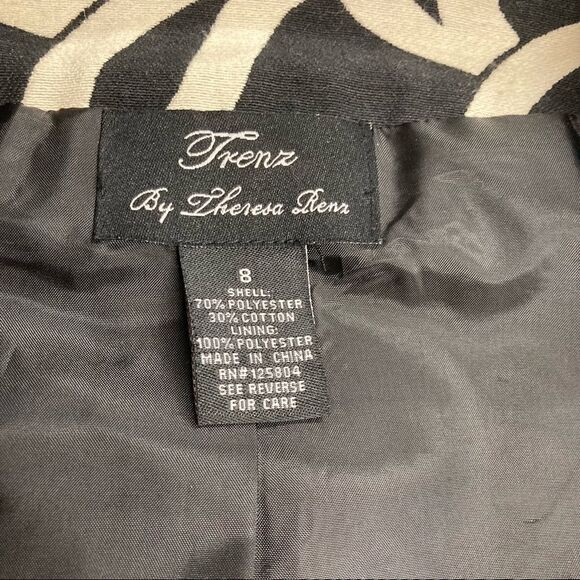 Trenz
By Theresa Renz
8
SHELL:
70% POLYESTER
30% COTTON
LINING:
100% POLYESTER
MADE IN CHINA
RN#125804
SEE REVERSE
FOR CARE